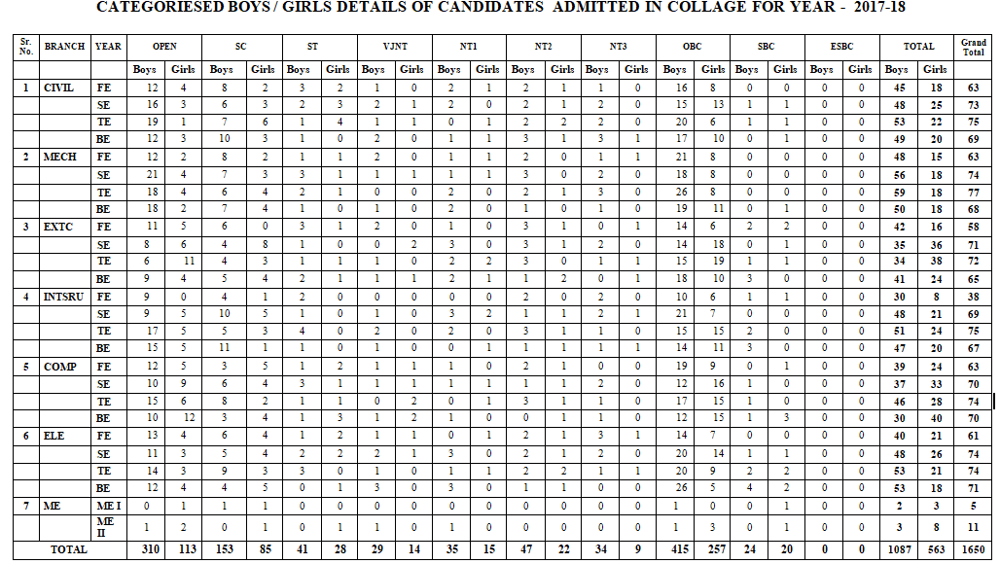 CATEGORIESED BOYS / GIRLS DETAILS OF CANDIDATES ADMITTED IN COLLAGE FOR YEAR - 2017-18
Sr. No. BRANCH YEAR OPEN SC ST VJNT NT1 NT2 NT3 OBC SBC ESBC TOTAL Grand Total
Boys Girls Boys Girls Boys Girls Boys Girls Boys Girls Boys Girls Boys Girls Boys Girls Boys Girls Boys Girls Boys Girls
1 CIVIL FE 12 4 8 2 3 2 1 0 2 1 2 1 1 0 16 8 0 0 0 0 45 18 63
SE 16 3 6 3 2 3 2 1 2 0 2 1 2 0 15 13 1 1 0 0 48 25 73
TE 19 1 7 6 1 4 1 1 0 1 2 2 2 0 20 6 1 1 0 0 53 22 75
BE 12 3 10 3 1 0 2 0 1 1 3 1 3 1 17 10 0 1 0 0 49 20 69
2 MECH FE 12 2 8 2 1 1 2 0 1 1 2 0 1 1 21 8 0 0 0 0 48 15 63
SE 21 4 7 3 3 1 1 1 1 1 3 0 2 0 18 8 0 0 0 0 56 18 74
TE 18 4 6 4 2 1 0 0 2 0 2 1 3 0 26 8 0 0 0 0 59 18 77
BE 18 2 7 4 1 0 1 0 2 0 1 0 1 0 19 11 0 1 0 0 50 18 68
3 EXTC FE 11 5 6 0 3 1 2 0 1 0 3 1 0 1 14 6 2 2 0 0 42 16 58
SE 8 6 4 8 1 0 0 2 3 0 3 1 2 0 14 18 0 1 0 0 35 36 71
TE 6 11 4 3 1 1 1 0 2 2 3 0 1 1 15 19 1 1 0 0 34 38 72
BE 9 4 5 4 2 1 1 1 2 1 1 2 0 1 18 10 3 0 0 0 41 24 65
4 INTSRU FE 9 0 4 1 2 0 0 0 0 0 2 0 2 0 10 6 1 1 0 0 30 8 38
SE 9 5 10 5 1 0 1 0 3 2 1 1 2 1 21 7 0 0 0 0 48 21 69
TE 17 5 5 3 4 0 2 0 2 0 3 1 1 0 15 15 2 0 0 0 51 24 75
BE 15 5 11 1 1 0 1 0 0 1 1 1 1 1 14 11 3 0 0 0 47 20 67
5 COMP FE 12 5 3 5 1 2 1 1 1 0 2 1 0 0 19 9 0 1 0 0 39 24 63
SE 10 9 6 4 3 1 1 1 1 1 1 1 2 0 12 16 1 0 0 0 37 33 70
TE 15 6 8 2 1 1 0 2 0 1 3 1 1 0 17 15 1 0 0 0 46 28 74
BE 10 12 3 4 1 3 1 2 1 0 0 1 1 0 12 15 1 3 0 0 30 40 70
6 ELE FE 13 4 6 4 1 2 1 1 0 1 2 1 3 1 14 7 0 0 0 0 40 21 61
SE 11 3 5 4 2 2 2 1 3 0 2 1 2 0 20 14 1 1 0 0 48 26 74
TE 14 3 9 3 3 0 1 0 1 1 2 2 1 1 20 9 2 2 0 0 53 21 74
BE 12 4 4 5 0 1 3 0 3 0 1 1 0 0 26 5 4 2 0 0 53 18 71
7 ME ME I 0 1 1 1 0 0 0 0 0 0 0 0 0 0 1 0 0 1 0 0 2 3 5
ME II 1 2 0 1 0 1 1 0 1 0 0 0 0 0 1 3 0 1 0 0 3 8 11
TOTAL 310 113 153 85 41 28 29 14 35 15 47 22 34 9 415 257 24 20 0 0 1087 563 1650